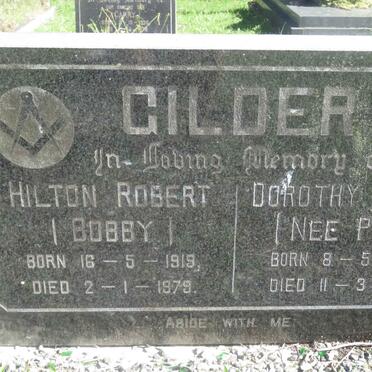 GILDER
In Loving Memory
HILTON ROBERT DOROTHY
(BOBBY) (NEE P
BORN 16 - 5 - 1919, BORN 8 - 5
DIED 2 - 1 - 1979. DIED 11 - 3
ABIDE WITH ME